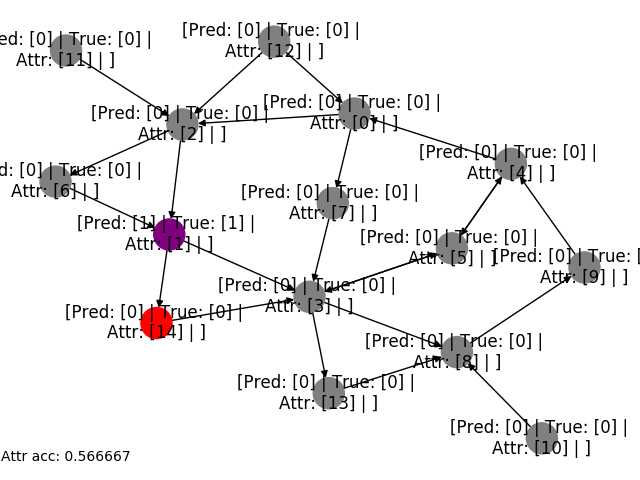 [Pred: [0] | True: [0] |
Attr: [12] | ]
ed: [0] | True: [0] |
Attr: [11] | ]
[Pred: [0] | True: [0] |
Attr: [0] | ]
[Pred: [0] | True: [0] |
Attr: [2] | ]
[Pred: [0] | True: [0] |
Attr: [4] | ]
d: [0] | True: [0] |
Attr: [6] | ]
[Pred: [0] | True: [0] |
Attr: [7] | ]
[Pred: [1] | True: [1] |
Attr: [1] | ]
[Pred: [0] | True: [0] |
Attr: [5] | ]
[Pred: [0] | True: [0] |
Attr: [9] | ]
[Pred: [0] | True: [0] |
Attr: [3] | ]
[Pred: [0] | True: [0] |
Attr: [14] | ]
[Pred: [0] | True: [0] |
Attr: [8] | ]
[Pred: [0] | True: [0] |
Attr: [13] | ]
[Pred: [0] | True: [0] |
Attr: [10] | ]
Attr acc: 0.566667